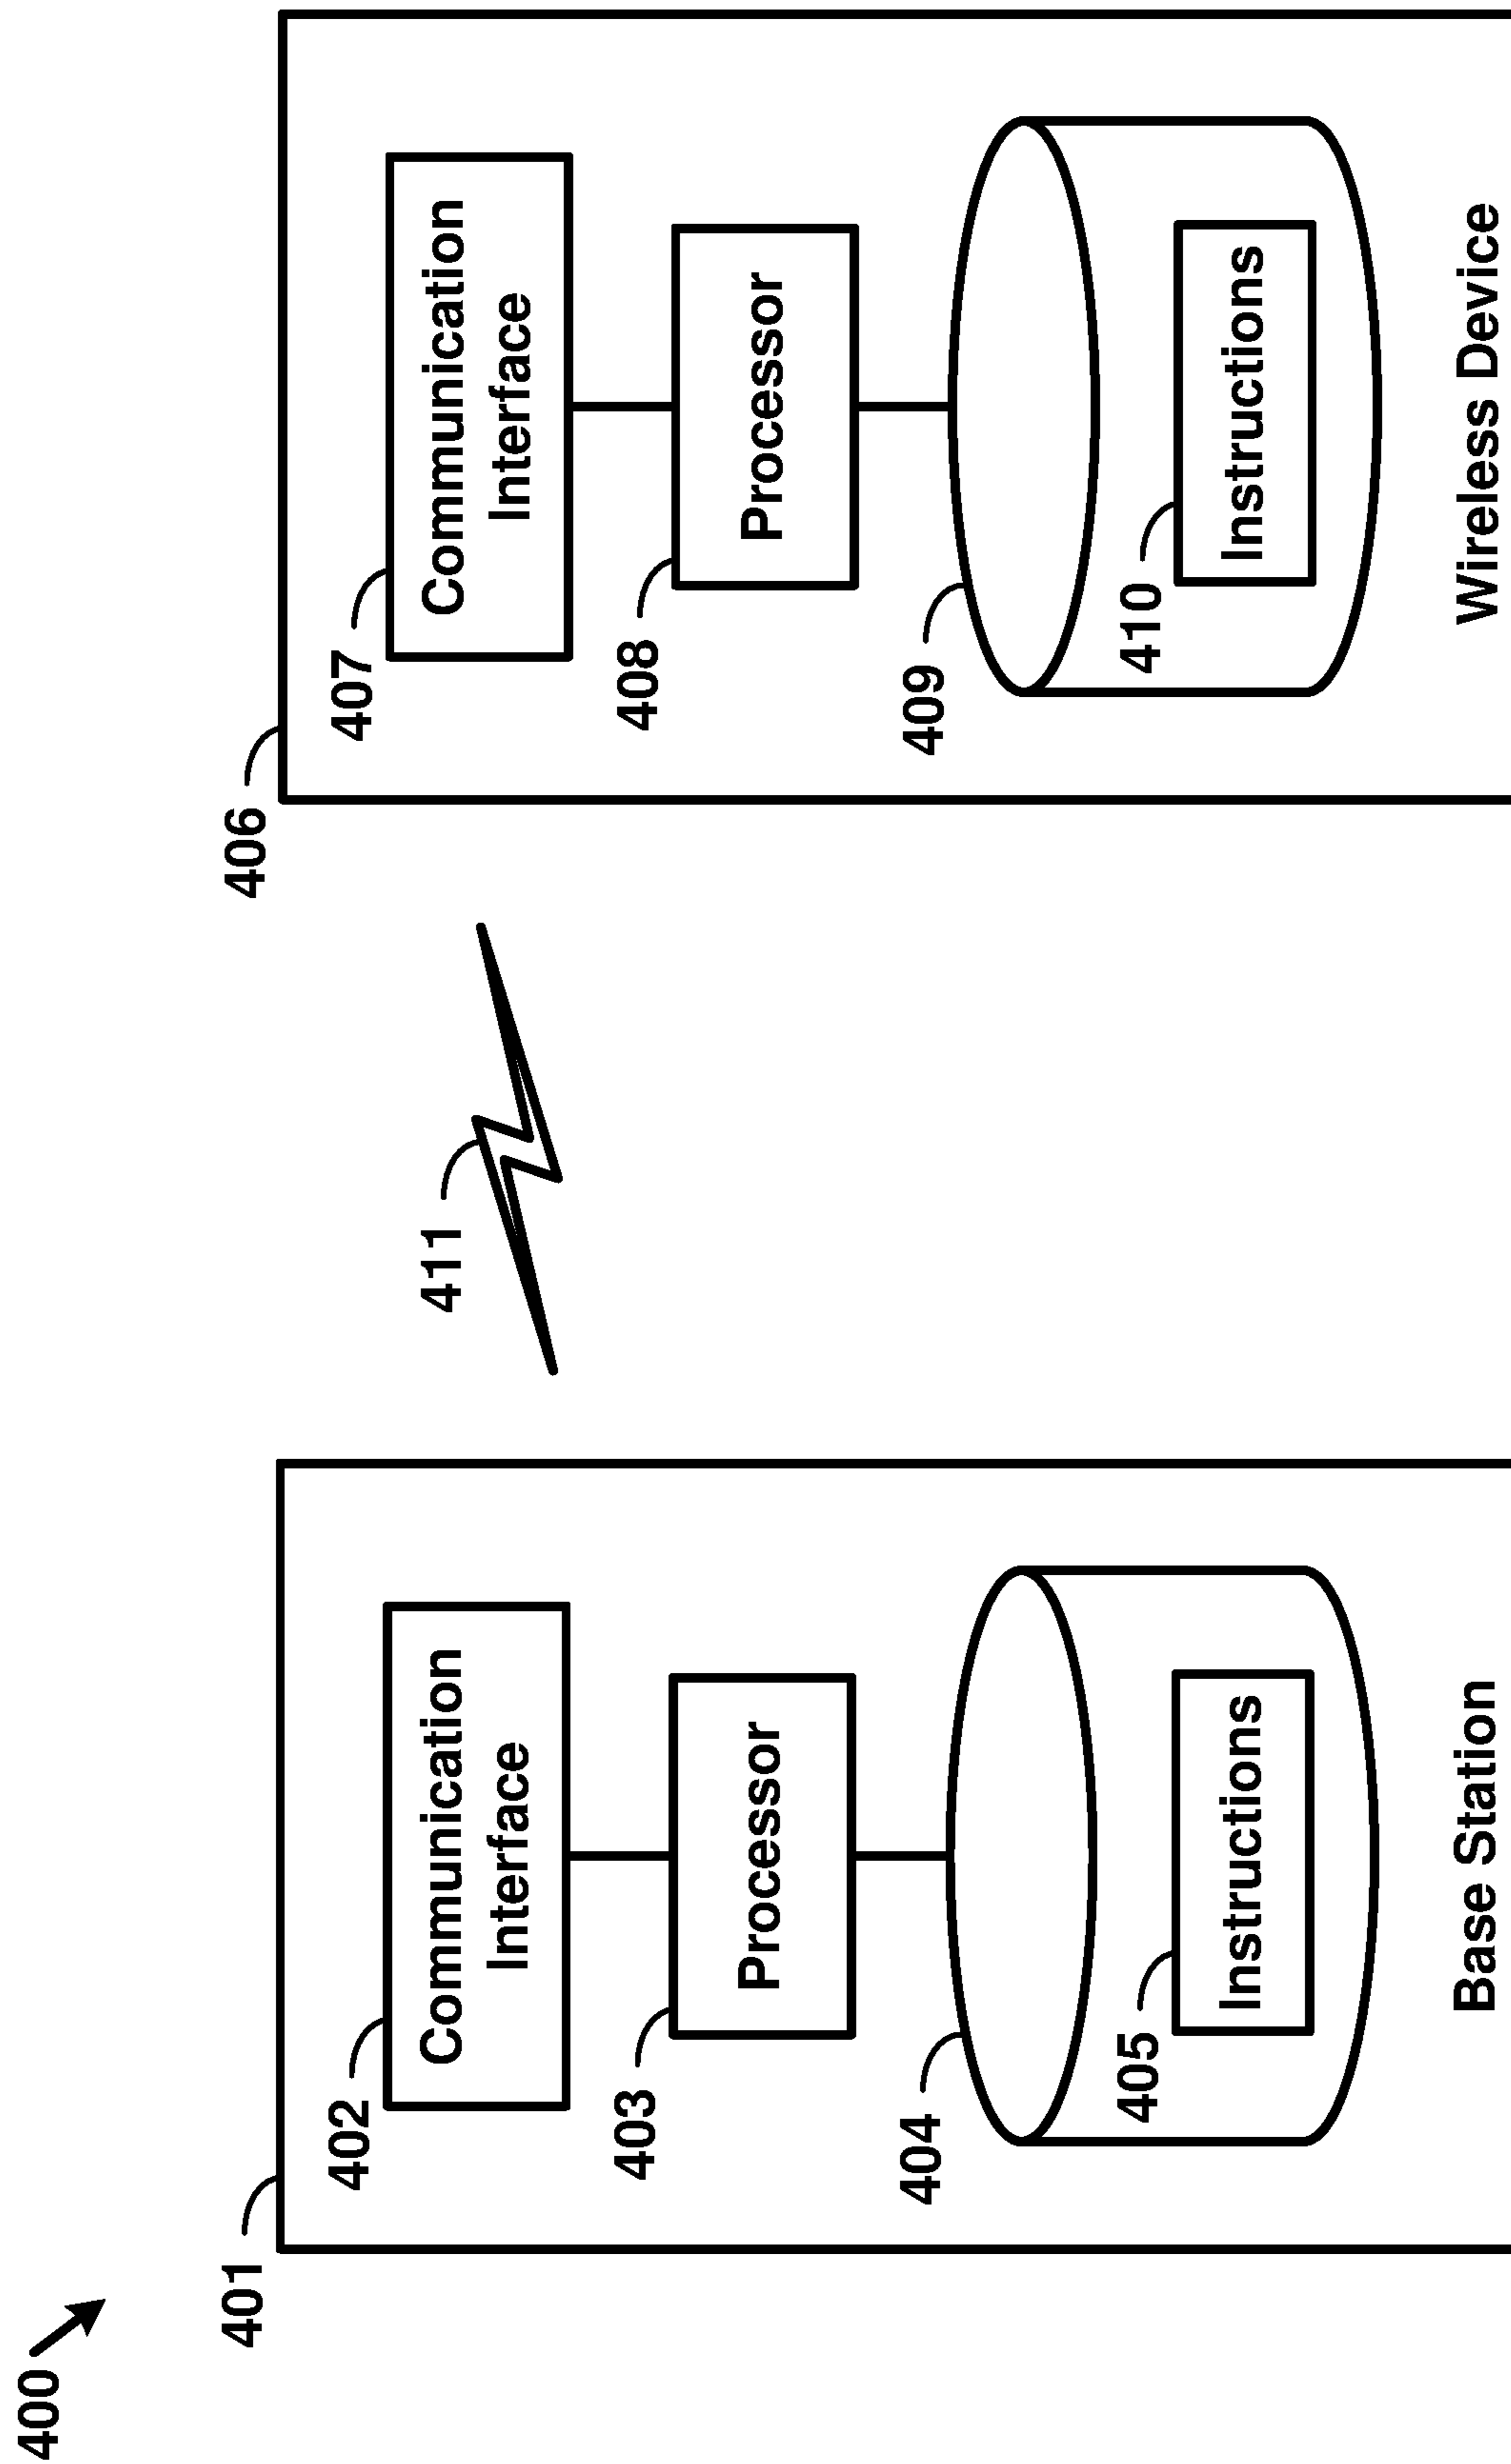 400
401
402
Communication
Interface
403
Processor
404
405
Instructions
Base Station
411
406
407
Communication
Interface
408
Processor
409
410
Instructions
Wireless Device